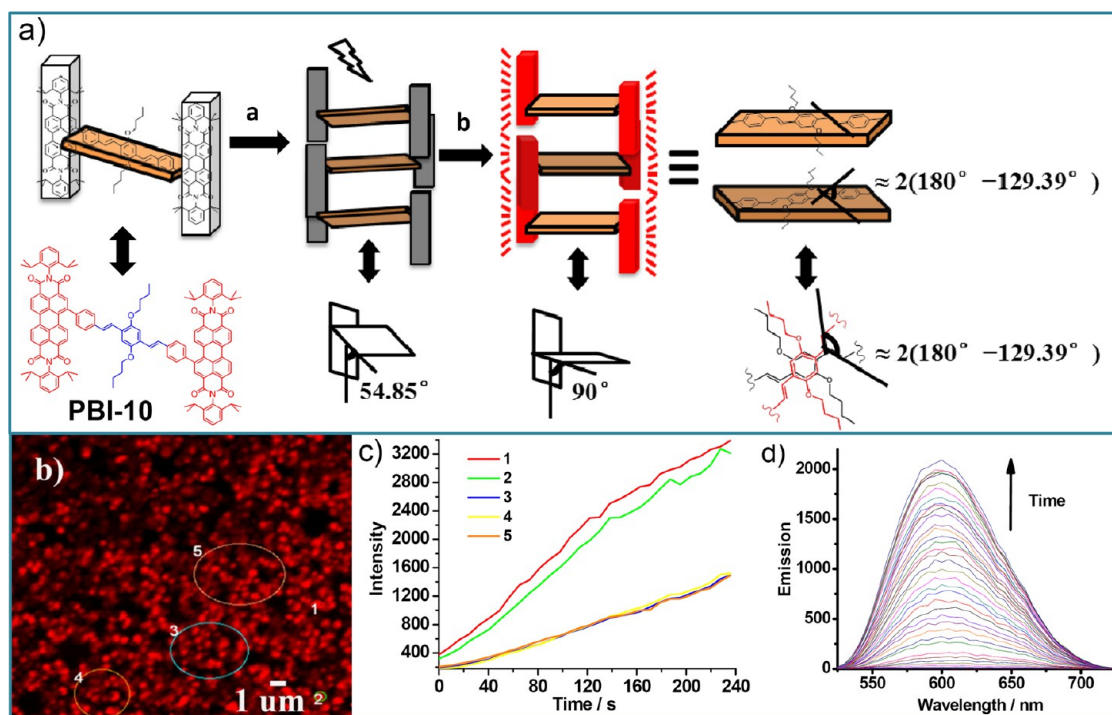 a)
a
b
≈ 2(180° −129.39° )
54.85°
90°
≈ 2(180° −129.39° )
PBI-10
b)
5
1
3
4
1 um
2
c)
3200
2800
2400
2000
1600
1200
800
400
Intensity
1
2
3
4
5
0
40
80
120
160
200
240
Time / s
d)
2000
1500
1000
500
0
Emission
Time
550
600
650
700
Wavelength / nm